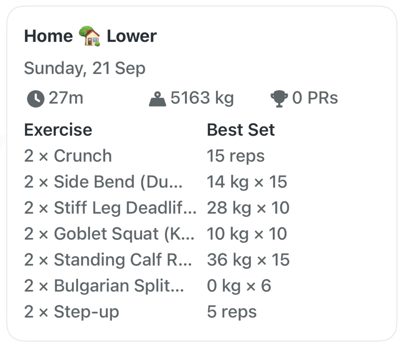 Home 🏡 Lower
Sunday, 21 Sep
27m 5163 kg 0 PRs
Exercise Best Set
2 × Crunch 15 reps
2 × Side Bend (Du... 14 kg × 15
2 × Stiff Leg Deadlif... 28 kg × 10
2 × Goblet Squat (K... 10 kg × 10
2 × Standing Calf R... 36 kg × 15
2 × Bulgarian Split... 0 kg × 6
2 × Step-up 5 reps